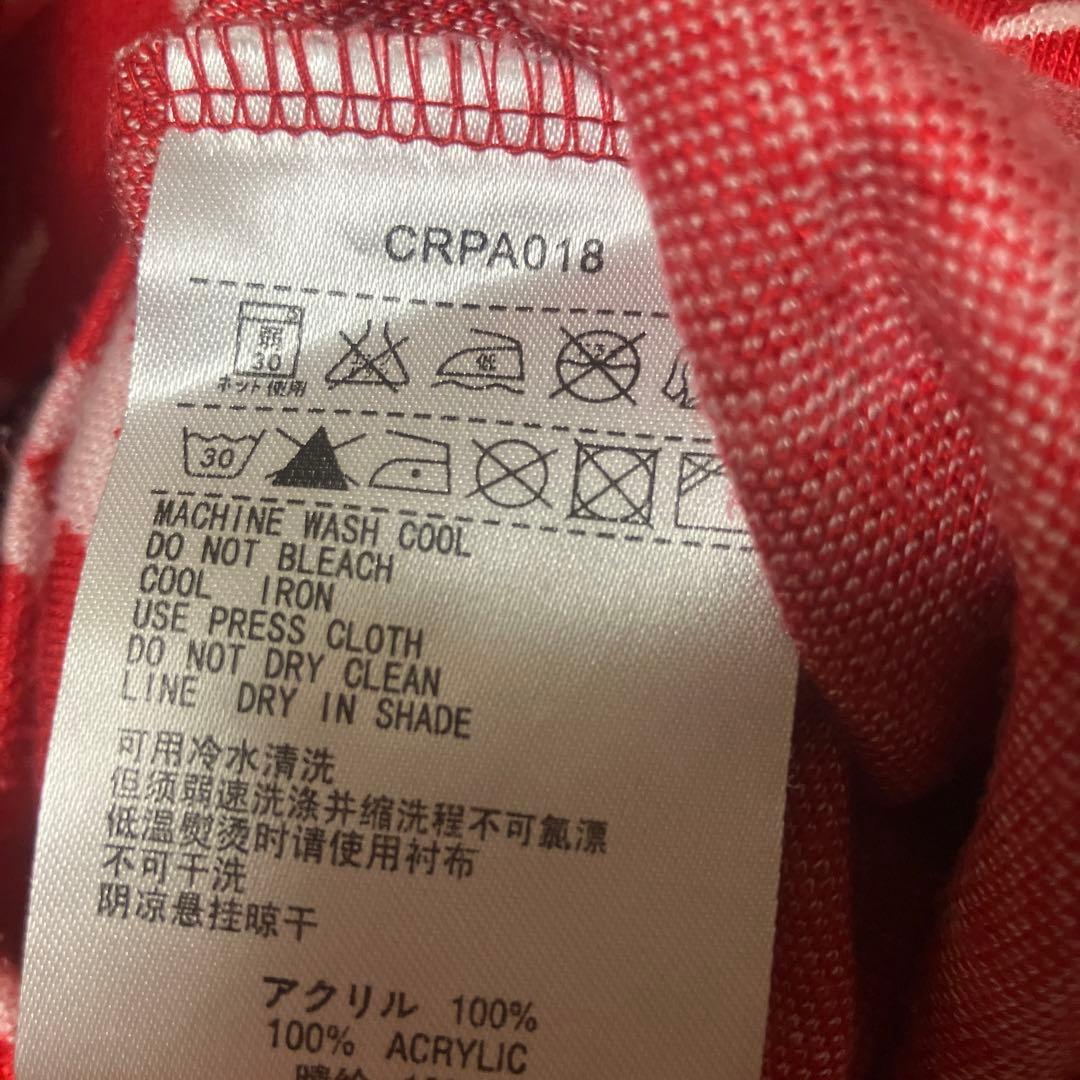 CRPA018
弱
30
低
ネット使用
30
MACHINE WASH COOL
DO NOT BLEACH
COOL IRON
USE PRESS CLOTH
DO NOT DRY CLEAN
LINE DRY IN SHADE
可用冷水清洗
但须弱速洗涤并缩洗程不可氯漂
低温熨烫时请使用衬布
不可干洗
阴凉悬挂晾干
アクリル 100%
100% ACRYLIC